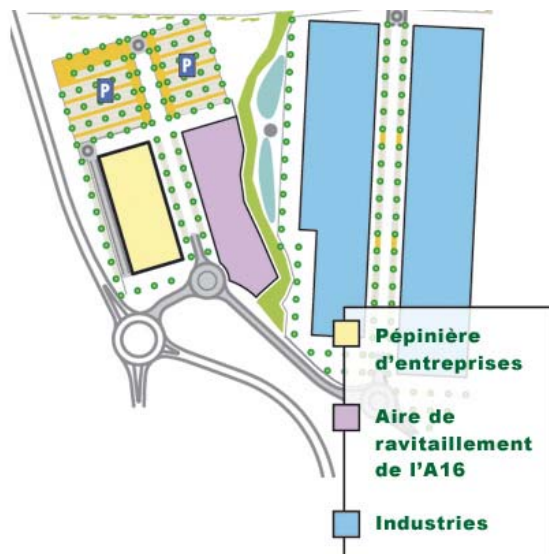 P
P
Pépinière
d'entreprises
Aire de
ravitaillement
de l'A16
Industries